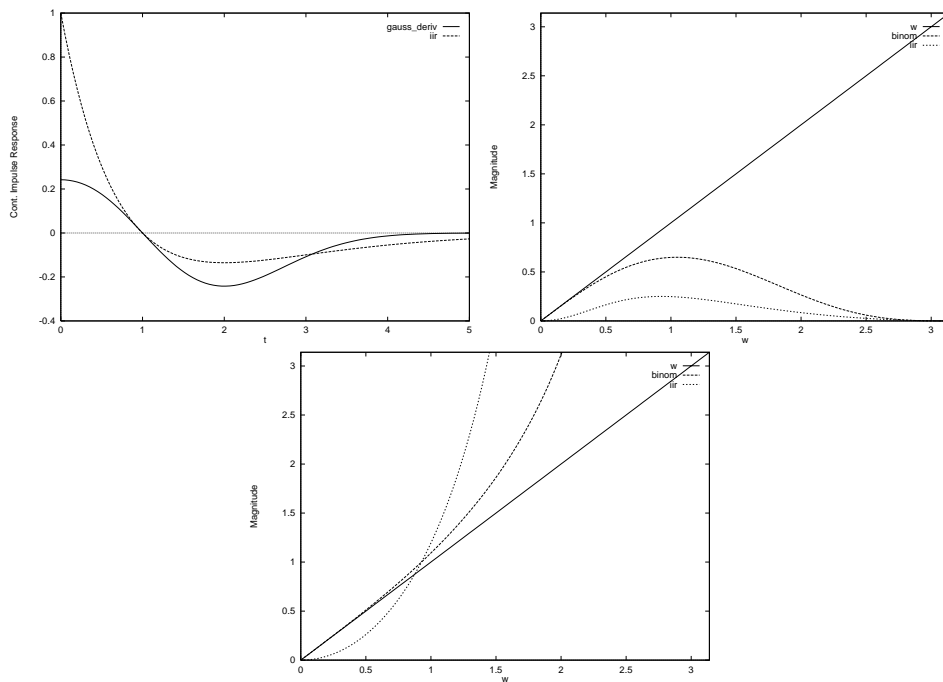 1
0.8
0.6
0.4
0.2
0
-0.2
-0.4
0 1 2 3 4 5
t
Cont. Impulse Response
gauss_deriv
iir
3
2.5
2
1.5
1
0.5
0
0 0.5 1 1.5 2 2.5 3
w
Magnitude
w
binom
iir
3
2.5
2
1.5
1
0.5
0
0 0.5 1 1.5 2 2.5 3
w
Magnitude
w
binom
iir